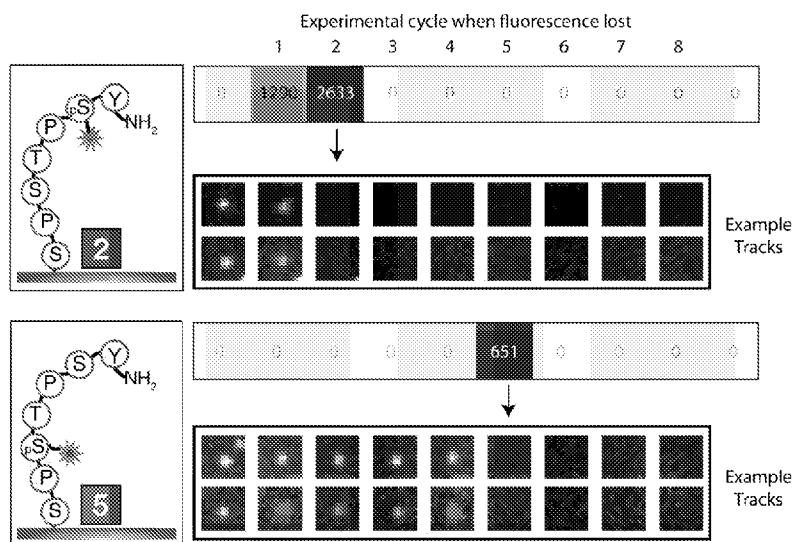 Experimental cycle when fluorescence lost
1 2 3 4 5 6 7 8
0 2633 0 0 0 0 0 0 0
Y
pS
NH2
P
T
S
P
S
2
Example
Tracks
0 0 0 0 0 651 0 0 0 0
Y
S
NH2
P
T
pS
P
S
5
Example
Tracks